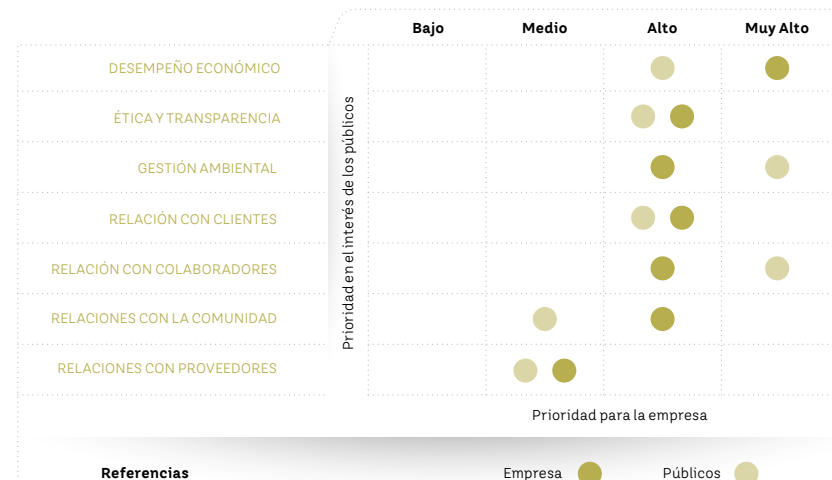 Bajo Medio Alto Muy Alto
DESEMPEÑO ECONÓMICO
ÉTICA Y TRANSPARENCIA
GESTIÓN AMBIENTAL
RELACIÓN CON CLIENTES
RELACIÓN CON COLABORADORES
RELACIONES CON LA COMUNIDAD
RELACIONES CON PROVEEDORES
Prioridad en el interés de los públicos
Prioridad para la empresa
Referencias Empresa Públicos